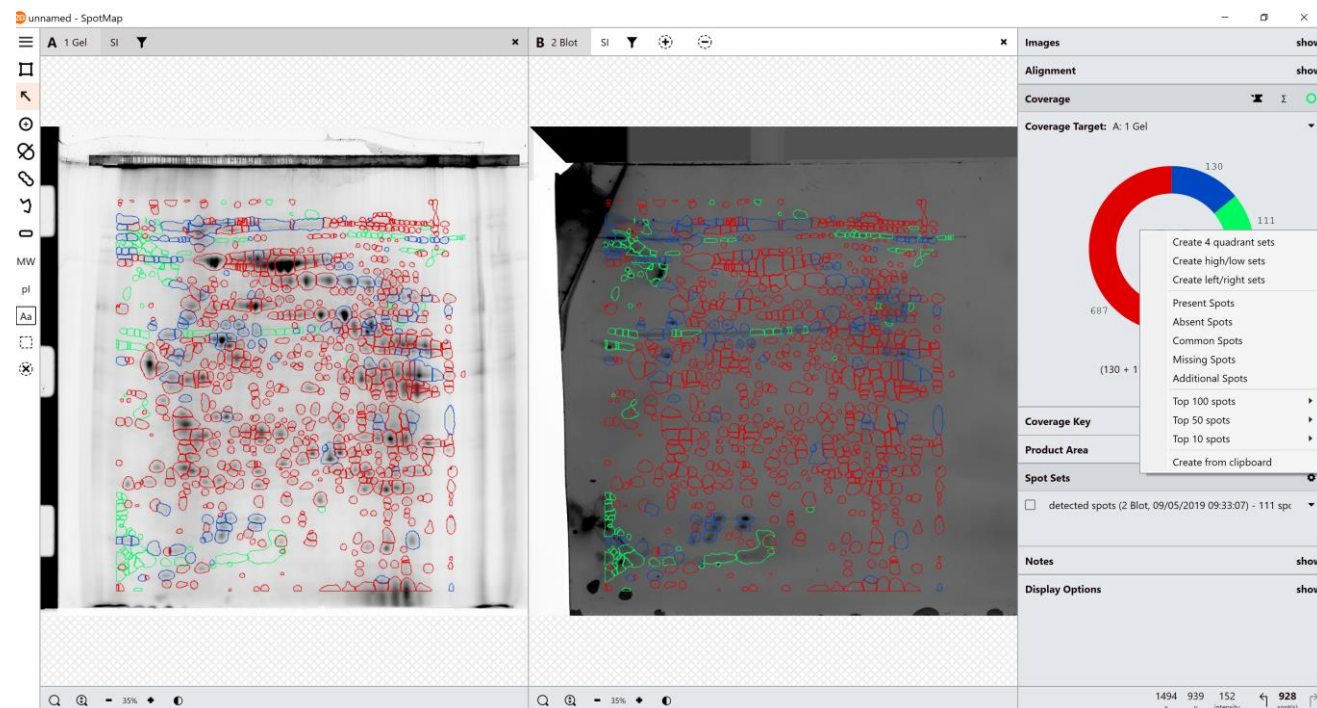 unnamed - SpotMap
A 1 Gel SI
B 2 Blot SI
MW
pI
Aa
35%
35%
Images show
Alignment show
Coverage Σ
Coverage Target: A: 1 Gel
130
111
687
(130 + 1
Create 4 quadrant sets
Create high/low sets
Create left/right sets
Present Spots
Absent Spots
Common Spots
Missing Spots
Additional Spots
Top 100 spots
Top 50 spots
Top 10 spots
Create from clipboard
Coverage Key
Product Area
Spot Sets
detected spots (2 Blot, 09/05/2019 09:33:07) - 111 spc
Notes show
Display Options show
1494 939 152 928
x y intensity spot(s)